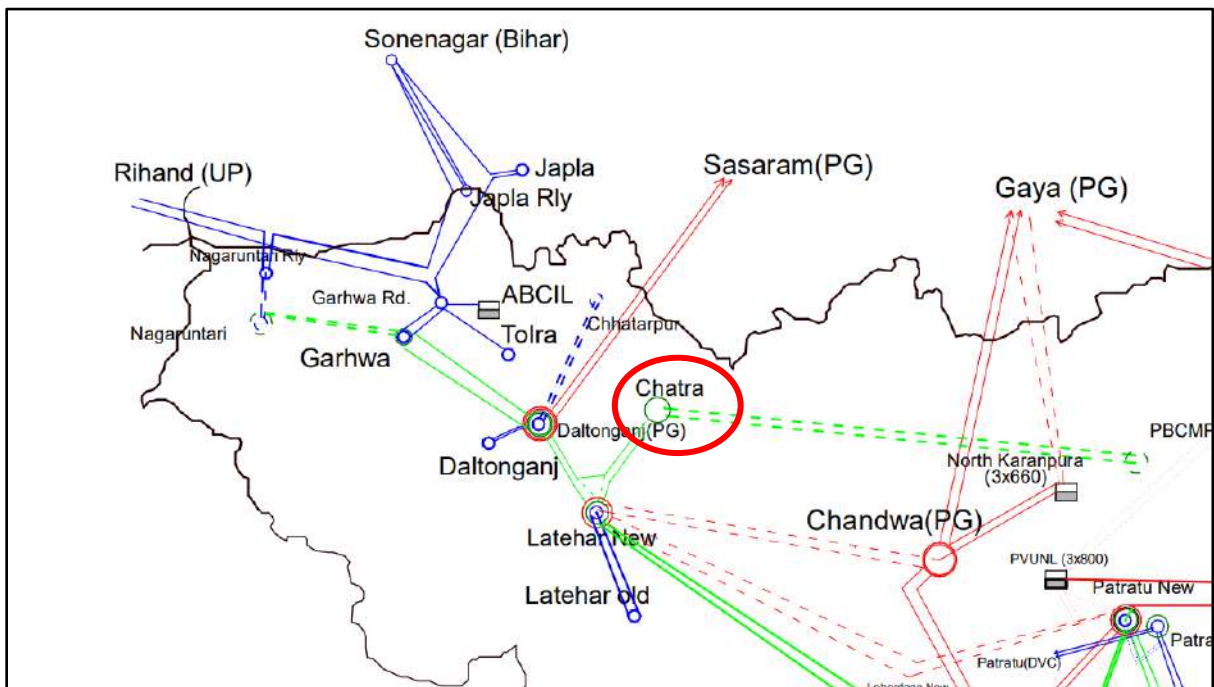 Sonenagar (Bihar)
Japla
Rihand (UP)
Japla Rly
Sasaram(PG)
Gaya (PG)
Nagaruntari Rly
Garhwa Rd.
ABCIL
Nagaruntari
Tolra
Chhatarpur
Garhwa
Chatra
Daltonganj(PG)
PBCMP
Daltonganj
North Karanpura
(3x660)
Chandwa(PG)
Latehar New
PVUNL (3x800)
Patratu New
Latehar old
Patra
Patratu(DVC)